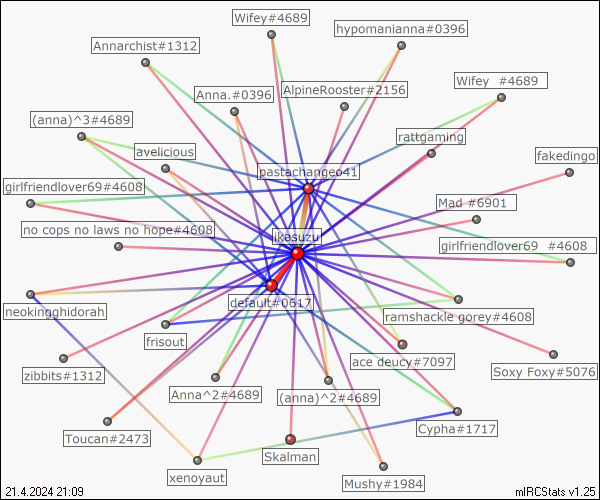 Wifey#4689
hypomanianna#0396
Annarchist#1312
Wifey  #4689
Anna.#0396
AlpineRooster#2156
(anna)^3#4689
rattgaming
avelicious
fakedingo
pastachangeo41
girlfriendlover69#4608
Mad #6901
no cops no laws no hope#4608
ikasuzu
girlfriendlover69  #4608
default#0617
neokingghidorah
ramshackle gorey#4608
frisout
ace deucy#7097
zibbits#1312
Soxy Foxy#5076
Anna^2#4689
(anna)^2#4689
Cypha#1717
Toucan#2473
Skalman
xenoyaut
Mushy#1984
21.4.2024 21:09
mIRCStats v1.25